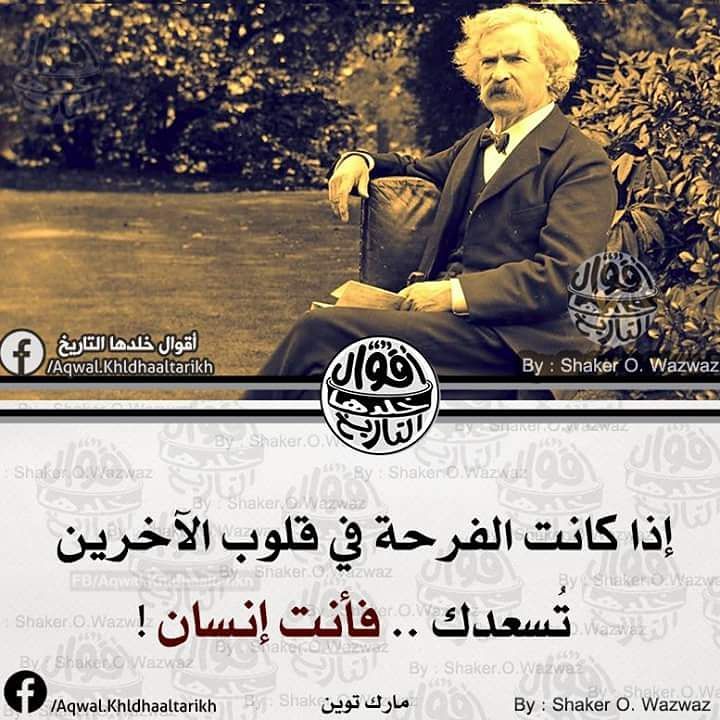 أقوال خلدها التاريخ
/Aqwal.Khldhaaltarikh
By : Shaker O. Wazwaz
أقوال
خلدها
التاريخ
إذا كانت الفرحة في قلوب الآخرين
تُسعدك .. فأنت إنسان !
/Aqwal.Khldhaaltarikh
مارك توين
By : Shaker O. Wazwaz